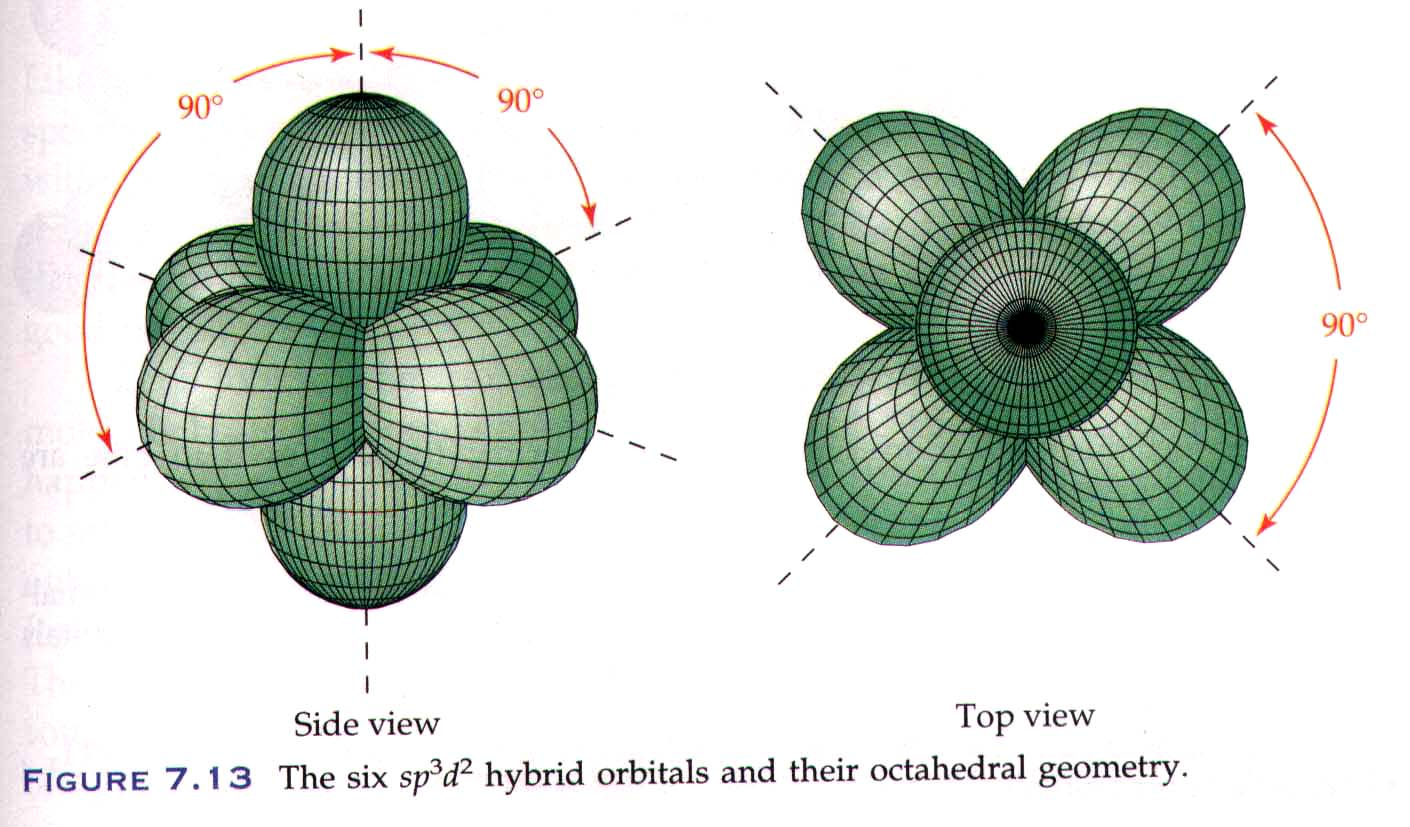 90°
90°
90°
Side view
Top view
FIGURE 7.13 The six sp³d² hybrid orbitals and their octahedral geometry.